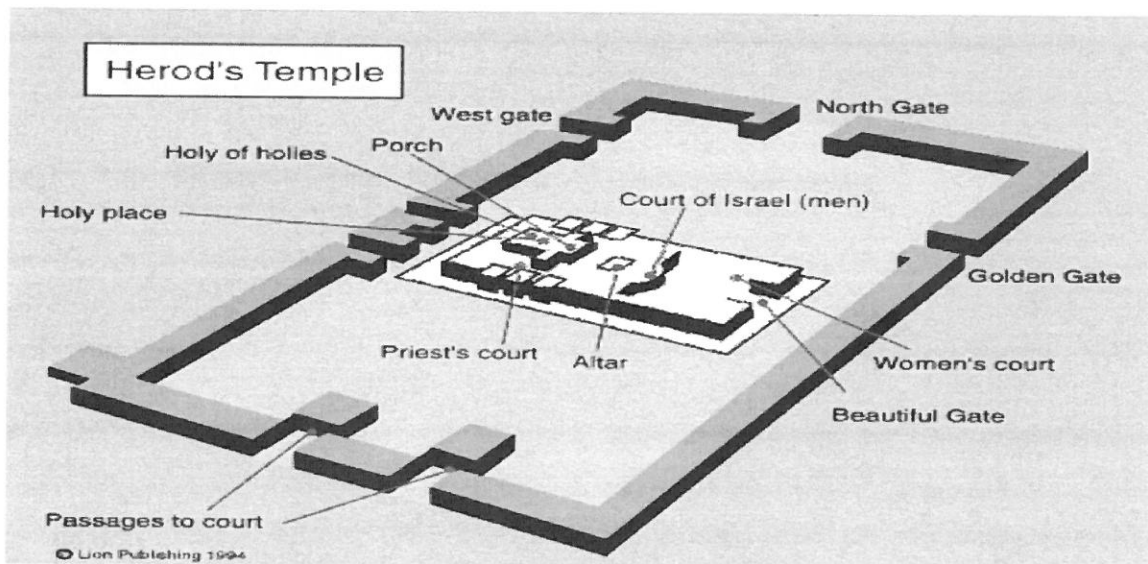 Herod's Temple
West gate
North Gate
Holy of holies
Porch
Holy place
Court of Israel (men)
Golden Gate
Priest's court
Altar
Women's court
Beautiful Gate
Passages to court
© Lion Publishing 1994